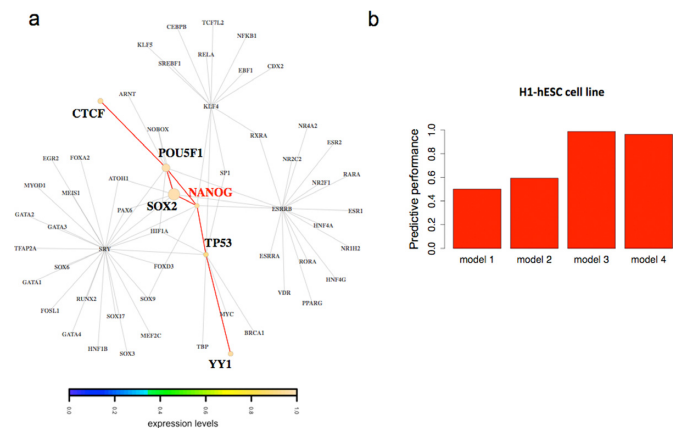 a
b
TCF7L2
CEBPB
NFKB1
KLF5
RELA
SREBF1
EBF1
CDX2
ARNT
KLF4
CTCF
NOBOX
RXRA
NR4A2
POU5F1
NR2C2
ESR2
EGR2
FOXA2
SP1
RARA
ATOH1
NR2F1
MYOD1
MEIS1
NANOG
SOX2
PAX6
ESRRB
ESR1
GATA2
GATA3
HIF1A
HNF4A
TFAP2A
SRY
TP53
NR1H2
ESRRA
RORA
SOX6
FOXD3
HNF4G
GATA1
VDR
RUNX2
SOX9
PPARG
FOSL1
SOX17
MYC
GATA4
MEF2C
BRCA1
HNF1B
SOX3
TBP
YY1
0.0 0.2 0.4 0.6 0.8 1.0
expression levels
H1-hESC cell line
Predictive performance
1.0
0.8
0.6
0.4
0.2
0.0
model 1 model 2 model 3 model 4